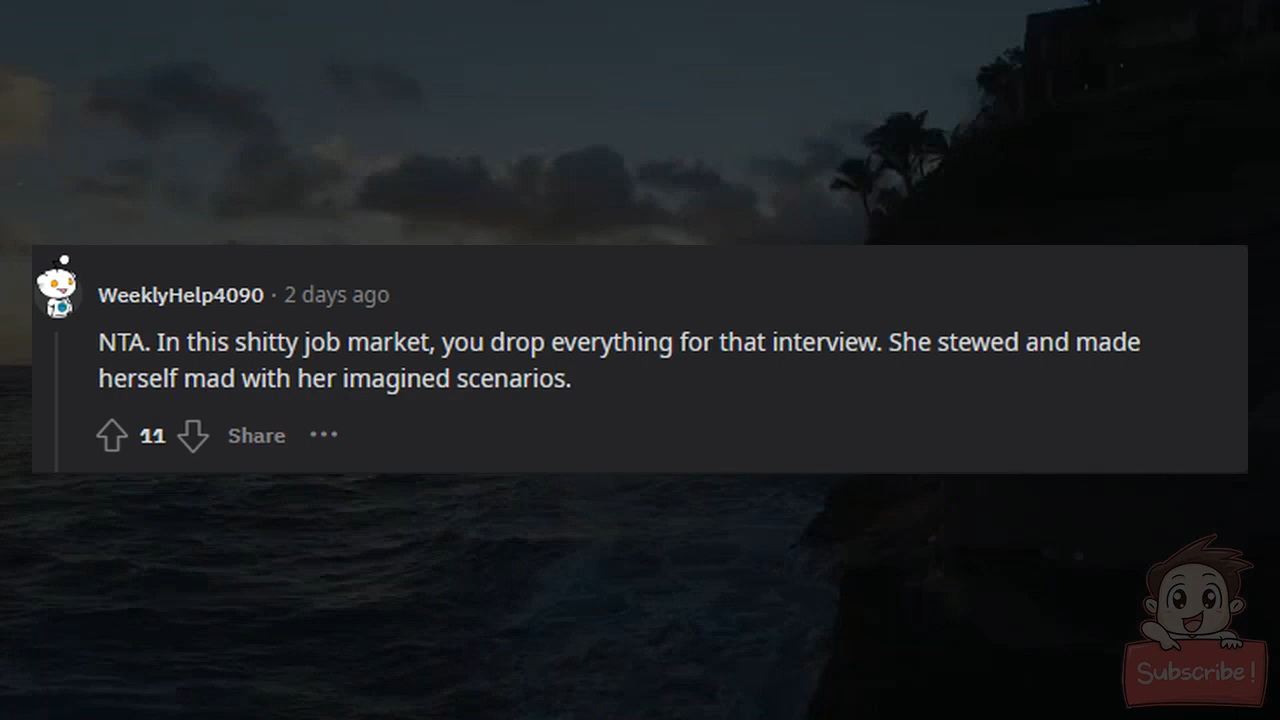 WeeklyHelp4090 · 2 days ago
NTA. In this shitty job market, you drop everything for that interview. She stewed and made
herself mad with her imagined scenarios.
11 Share ···
Subscribe!